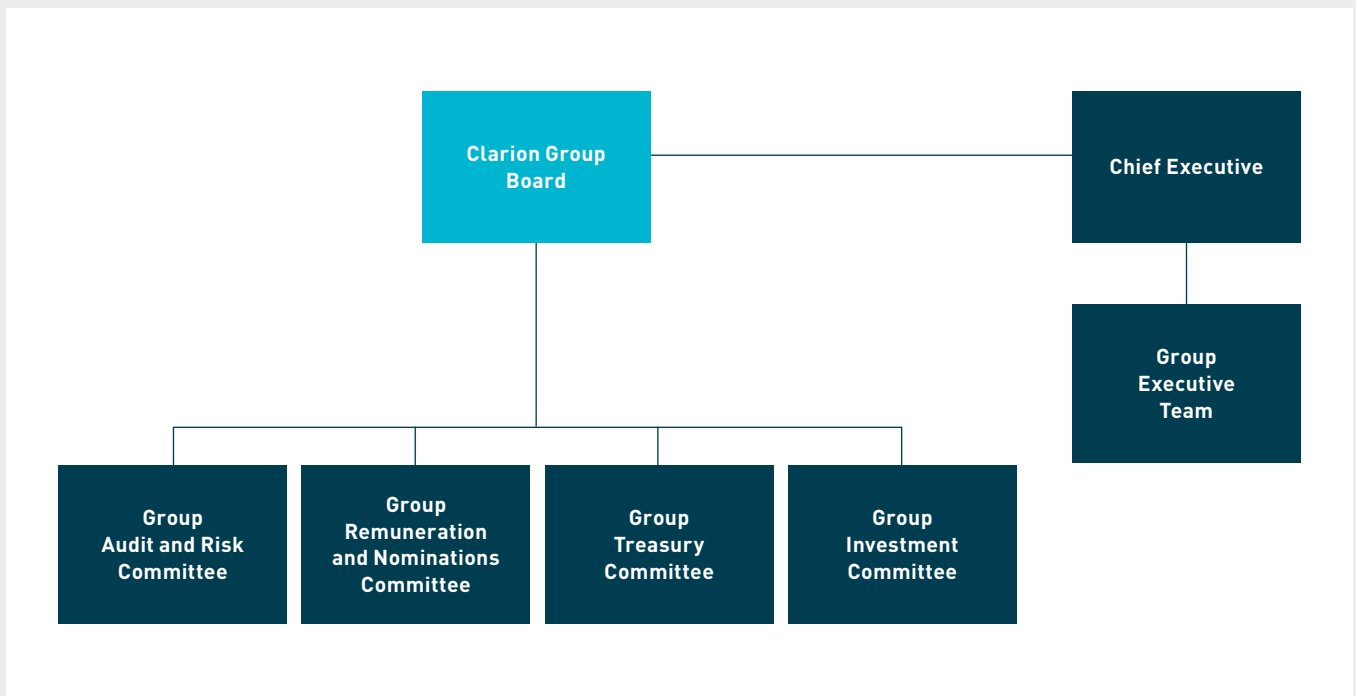 Clarion Group
Board
Chief Executive
Group
Executive
Team
Group
Audit and Risk
Committee
Group
Remuneration
and Nominations
Committee
Group
Treasury
Committee
Group
Investment
Committee